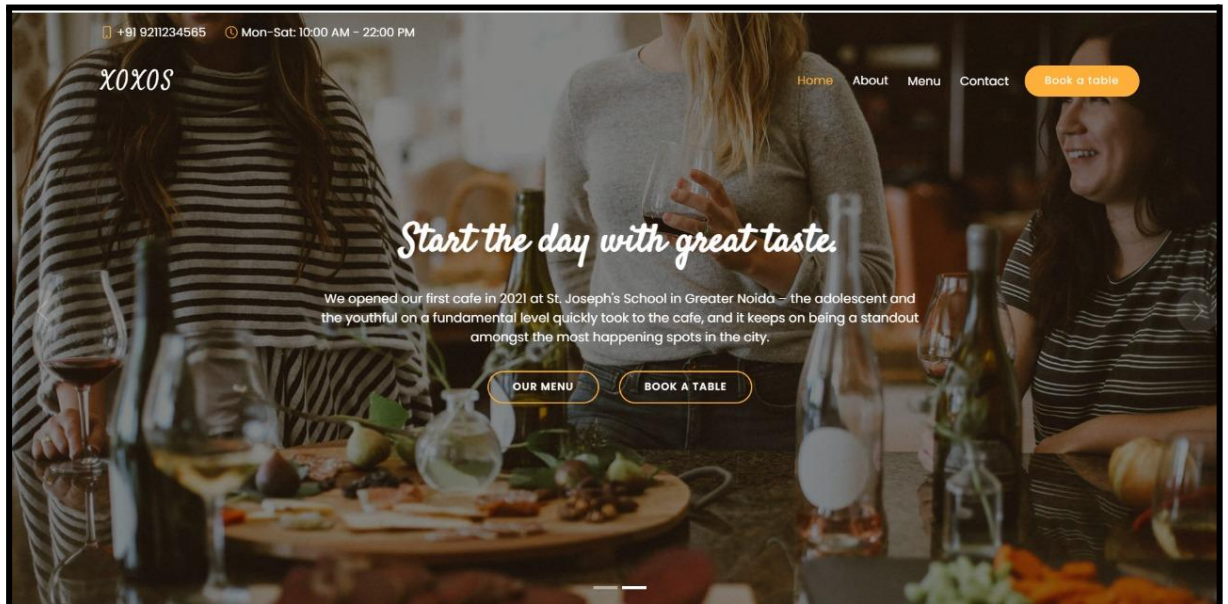 +91 9211234565 Mon-Sat: 10:00 AM - 22:00 PM
XOXOS
Home About Menu Contact Book a table
Start the day with great taste.
We opened our first cafe in 2021 at St. Joseph's School in Greater Noida – the adolescent and
the youthful on a fundamental level quickly took to the cafe, and it keeps on being a standout
amongst the most happening spots in the city.
OUR MENU BOOK A TABLE